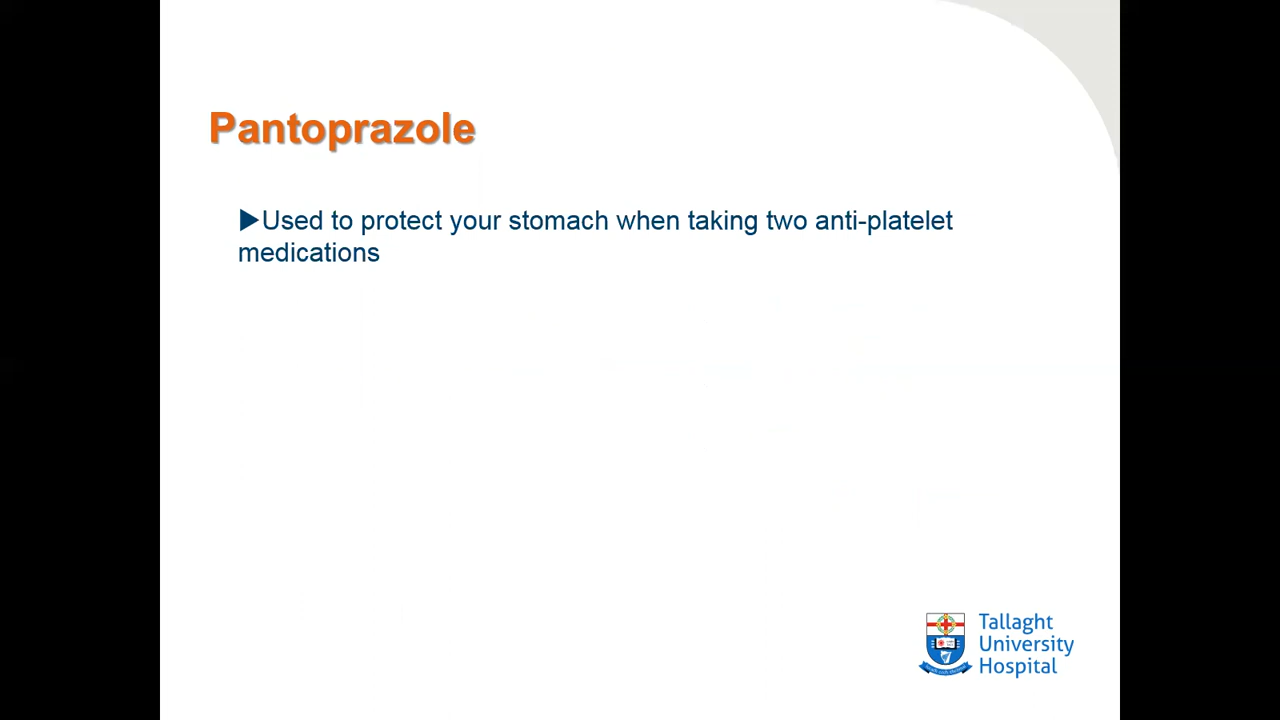 Pantoprazole
▶Used to protect your stomach when taking two anti-platelet
medications
Tallaght
University
Hospital